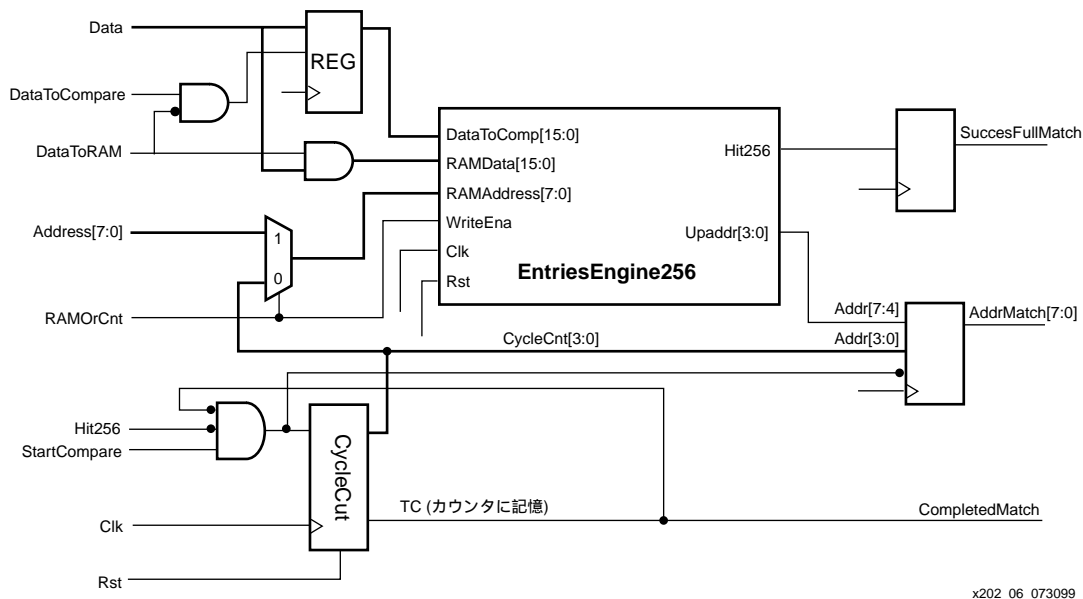 Data
REG
DataToCompare
DataToRAM
DataToComp[15:0]
RAMData[15:0]
RAMAddress[7:0]
WriteEna
Clk
Rst
Hit256
Upaddr[3:0]
EntriesEngine256
SuccesFullMatch
Address[7:0]
1
0
RAMOrCnt
CycleCnt[3:0]
Addr[7:4]
Addr[3:0]
AddrMatch[7:0]
Hit256
StartCompare
CycleCut
TC (カウンタに記憶)
CompletedMatch
Clk
Rst
x202_06_073099